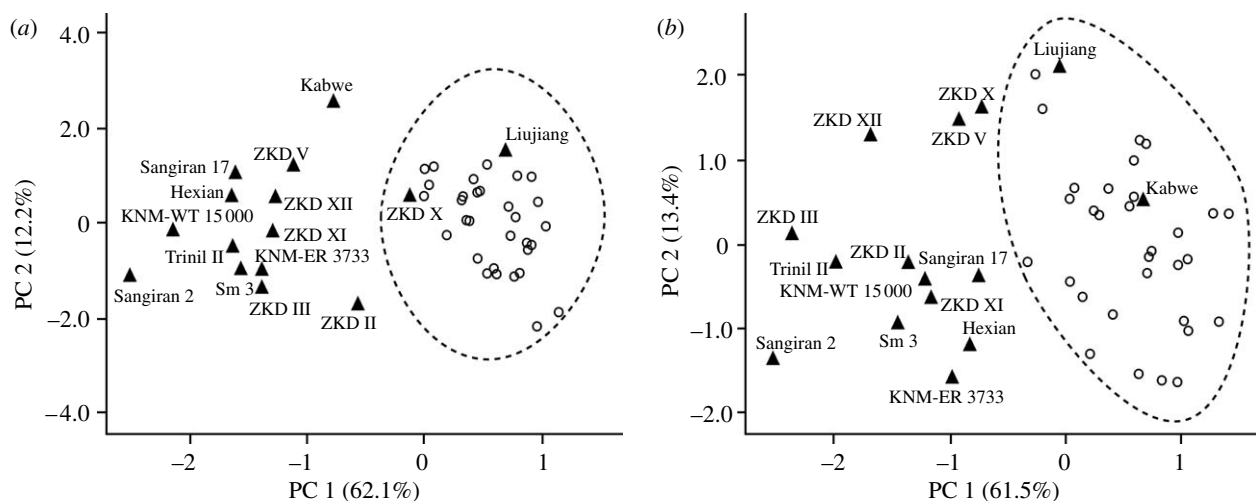 (a)
4.0
2.0
0
−2.0
−4.0
PC 2 (12.2%)
Kabwe
Liujiang
ZKD V
Sangiran 17
Hexian
ZKD XII
ZKD X
KNM-WT 15 000
ZKD XI
Trinil II
KNM-ER 3733
Sangiran 2
Sm 3
ZKD III
ZKD II
−2
−1
0
1
PC 1 (62.1%)
(b)
2.0
1.0
0
−1.0
−2.0
PC 2 (13.4%)
Liujiang
ZKD X
ZKD XII
ZKD V
Kabwe
ZKD III
ZKD II
Sangiran 17
Trinil II
KNM-WT 15 000
ZKD XI
Sm 3
Hexian
Sangiran 2
KNM-ER 3733
−2
−1
0
1
PC 1 (61.5%)